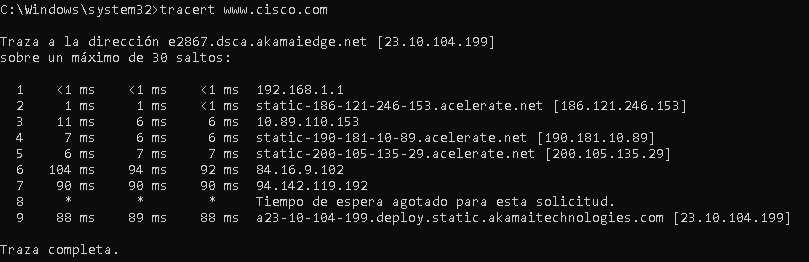 C:\Windows\system32>tracert www.cisco.com
Traza a la dirección e2867.dsca.akamaiedge.net [23.10.104.199]
sobre un máximo de 30 saltos:
1 <1 ms <1 ms <1 ms 192.168.1.1
2 1 ms 1 ms <1 ms static-186-121-246-153.acelerate.net [186.121.246.153]
3 11 ms 6 ms 6 ms 10.89.110.153
4 7 ms 6 ms 6 ms static-190-181-10-89.acelerate.net [190.181.10.89]
5 6 ms 7 ms 7 ms static-200-105-135-29.acelerate.net [200.105.135.29]
6 104 ms 94 ms 92 ms 84.16.9.102
7 90 ms 90 ms 90 ms 94.142.119.192
8 * * * Tiempo de espera agotado para esta solicitud.
9 88 ms 89 ms 88 ms a23-10-104-199.deploy.static.akamaitechnologies.com [23.10.104.199]
Traza completa.